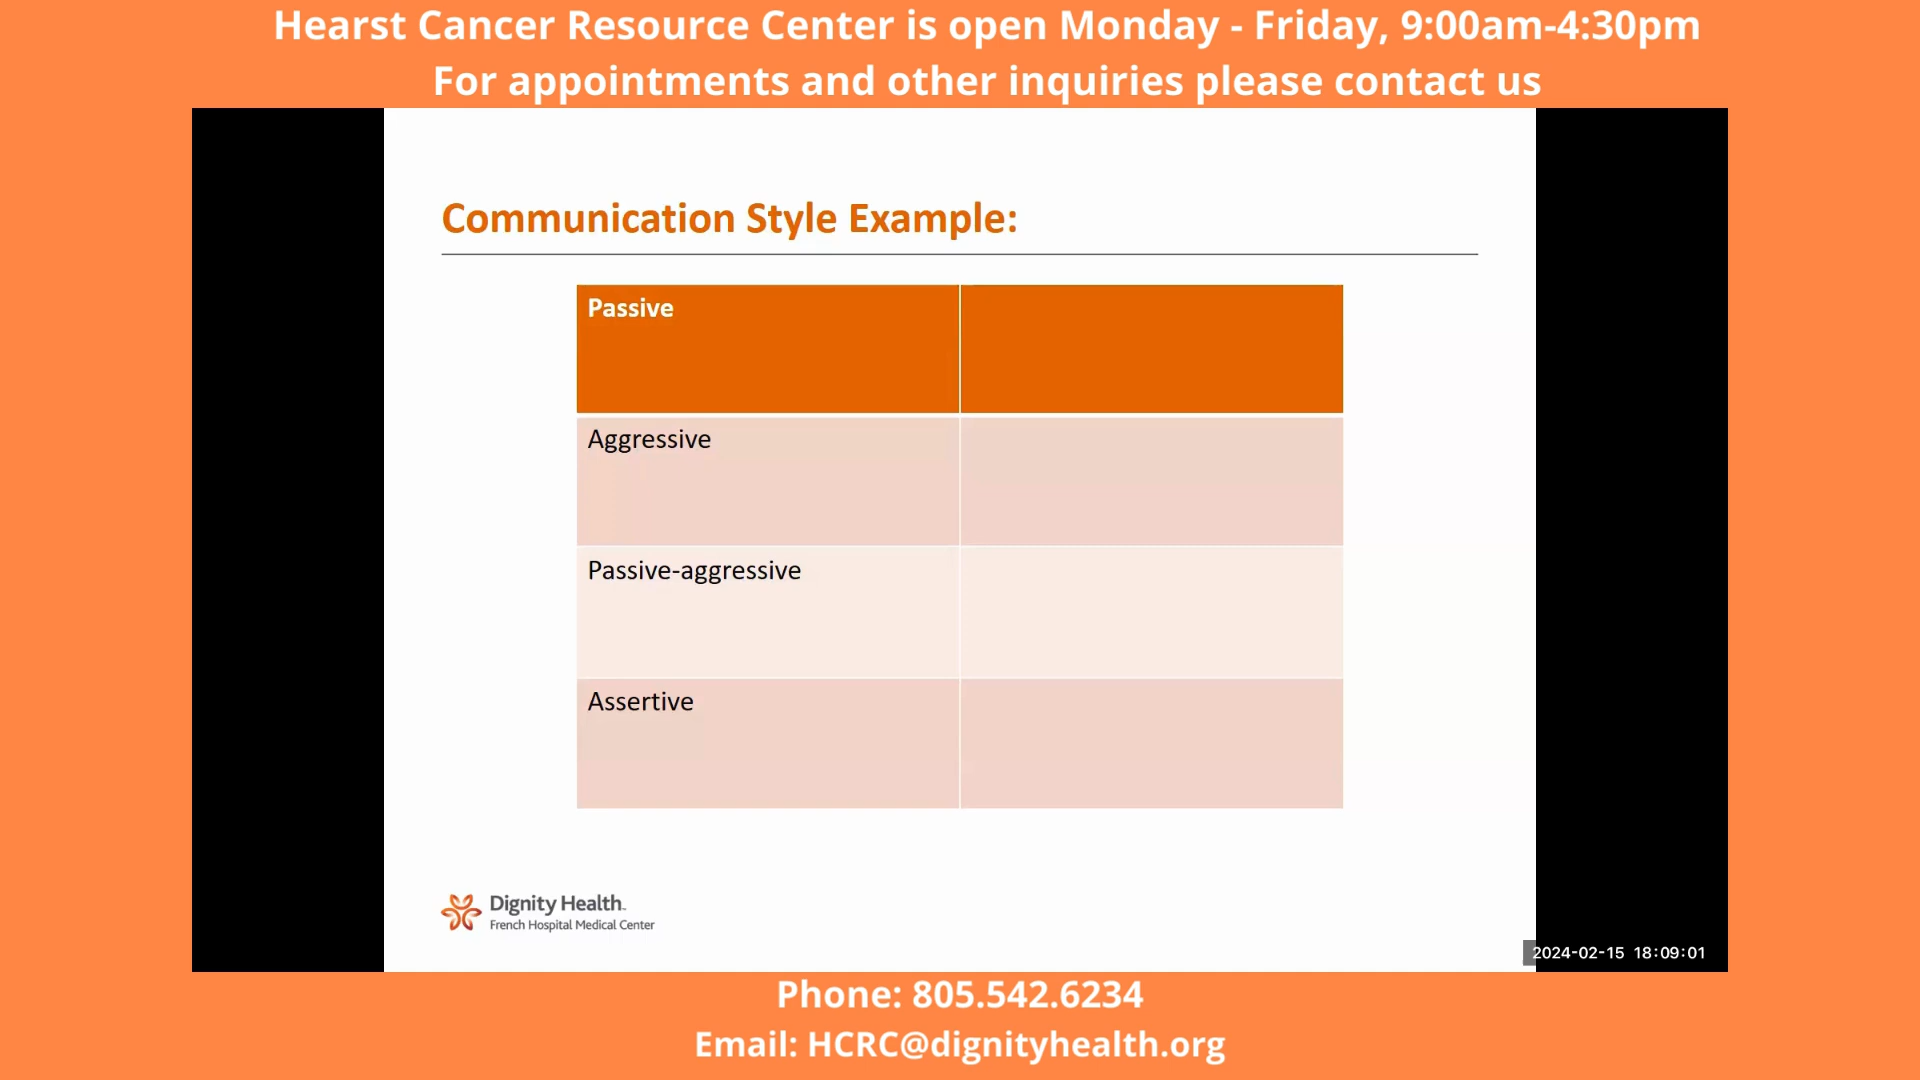 Hearst Cancer Resource Center is open Monday - Friday, 9:00am-4:30pm
For appointments and other inquiries please contact us
Communication Style Example:
Passive
Aggressive
Passive-aggressive
Assertive
Dignity Health™
French Hospital Medical Center
2024-02-15 18:09:01
Phone: 805.542.6234
Email: HCRC@dignityhealth.org